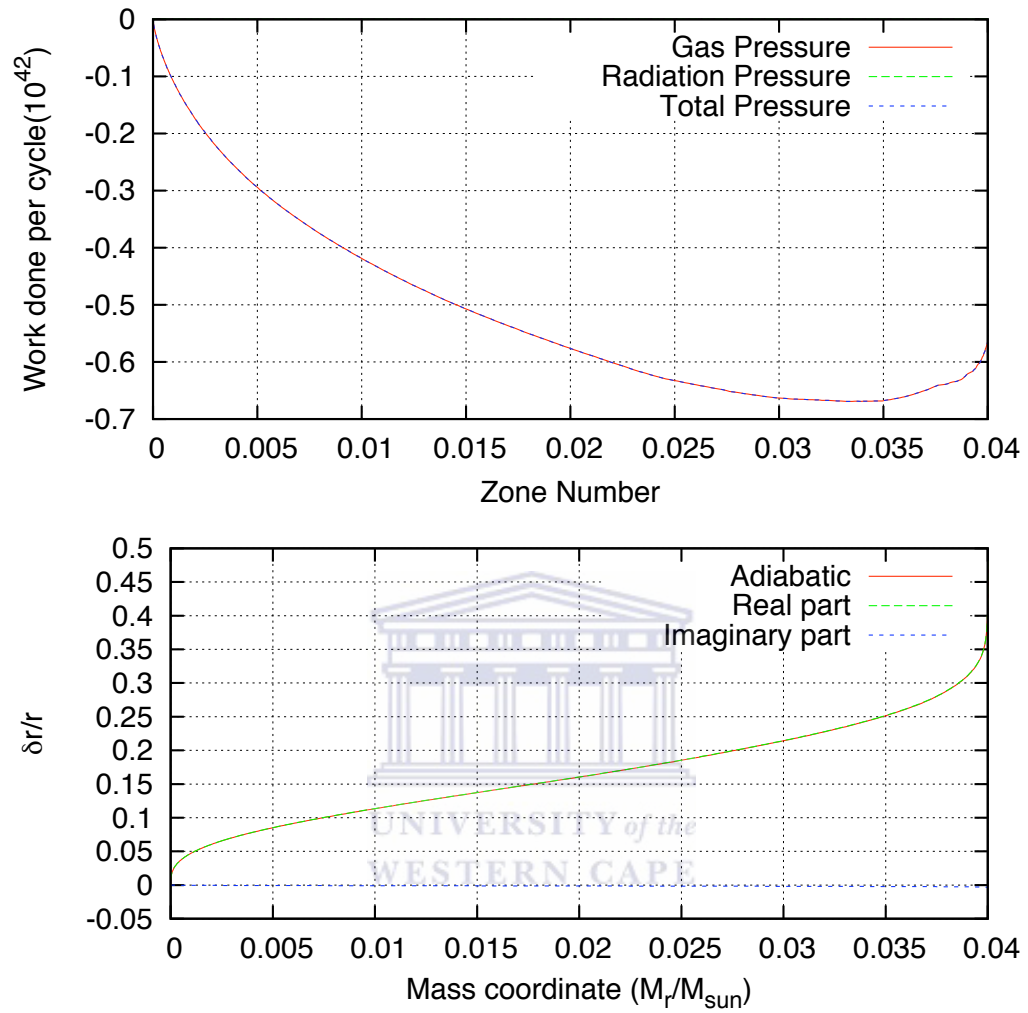 0
-0.1
-0.2
-0.3
-0.4
-0.5
-0.6
-0.7
Work done per cycle(10^42)
Gas Pressure
Radiation Pressure
Total Pressure
0 0.005 0.01 0.015 0.02 0.025 0.03 0.035 0.04
Zone Number
0.5
0.45
0.4
0.35
0.3
0.25
0.2
0.15
0.1
0.05
0
-0.05
δr/r
Adiabatic
Real part
Imaginary part
UNIVERSITY of the
WESTERN CAPE
0 0.005 0.01 0.015 0.02 0.025 0.03 0.035 0.04
Mass coordinate (M_r/M_sun)